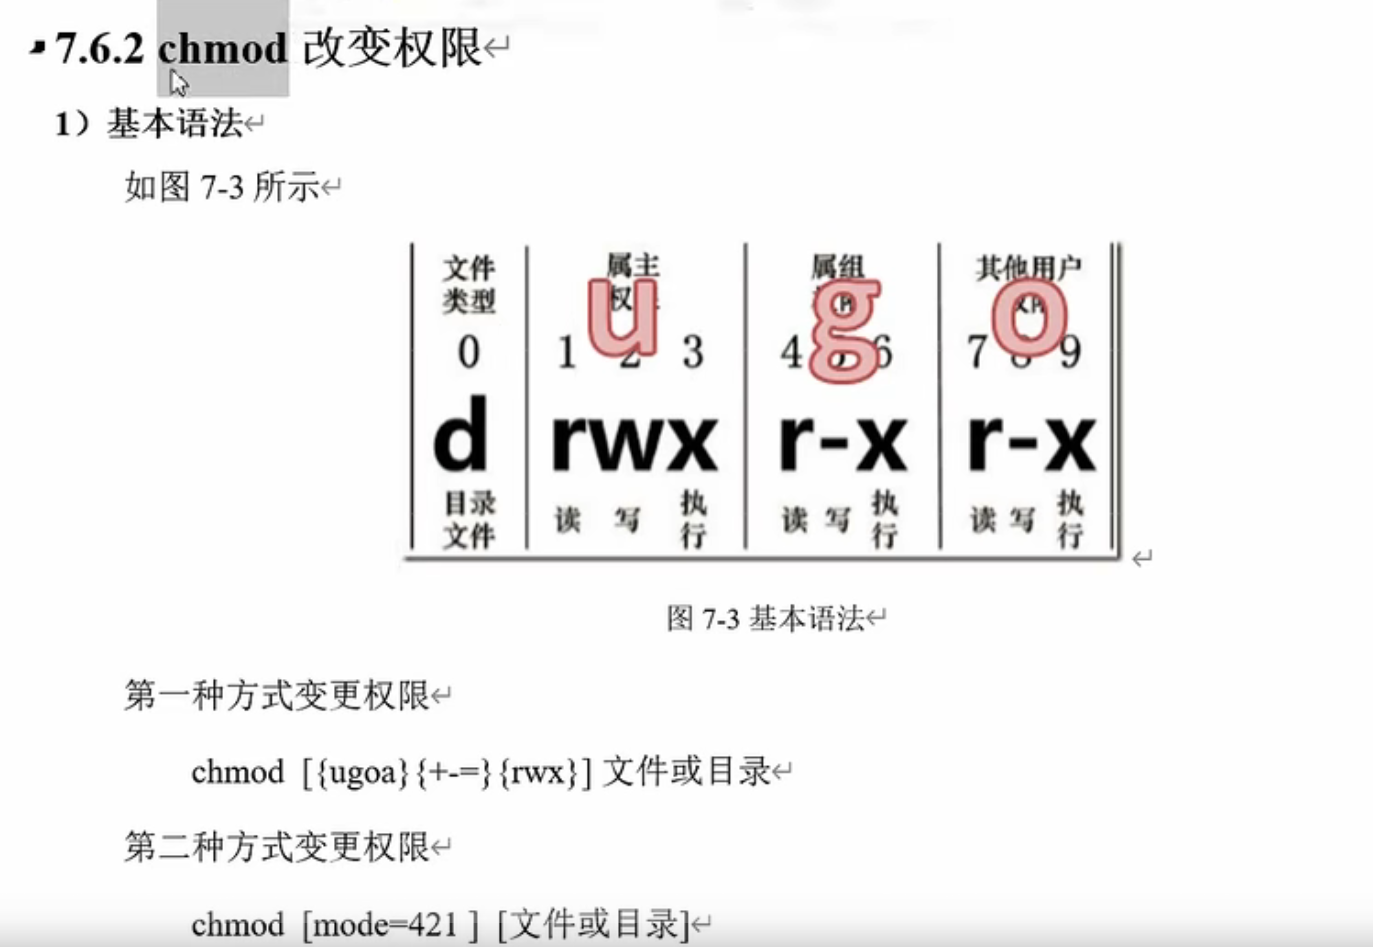 7.6.2 chmod 改变权限
1）基本语法
如图 7-3 所示
文件 属主 属组 其他用户
类型 权
u g o
0 1 2 3 4 6 7 8 9
d rwx r-x r-x
目录 读 写 执 读 写 执 读 写 执
文件 行 行 行
图 7-3 基本语法
第一种方式变更权限
chmod [{ugoa}{+-=}{rwx}] 文件或目录
第二种方式变更权限
chmod [mode=421 ] [文件或目录]